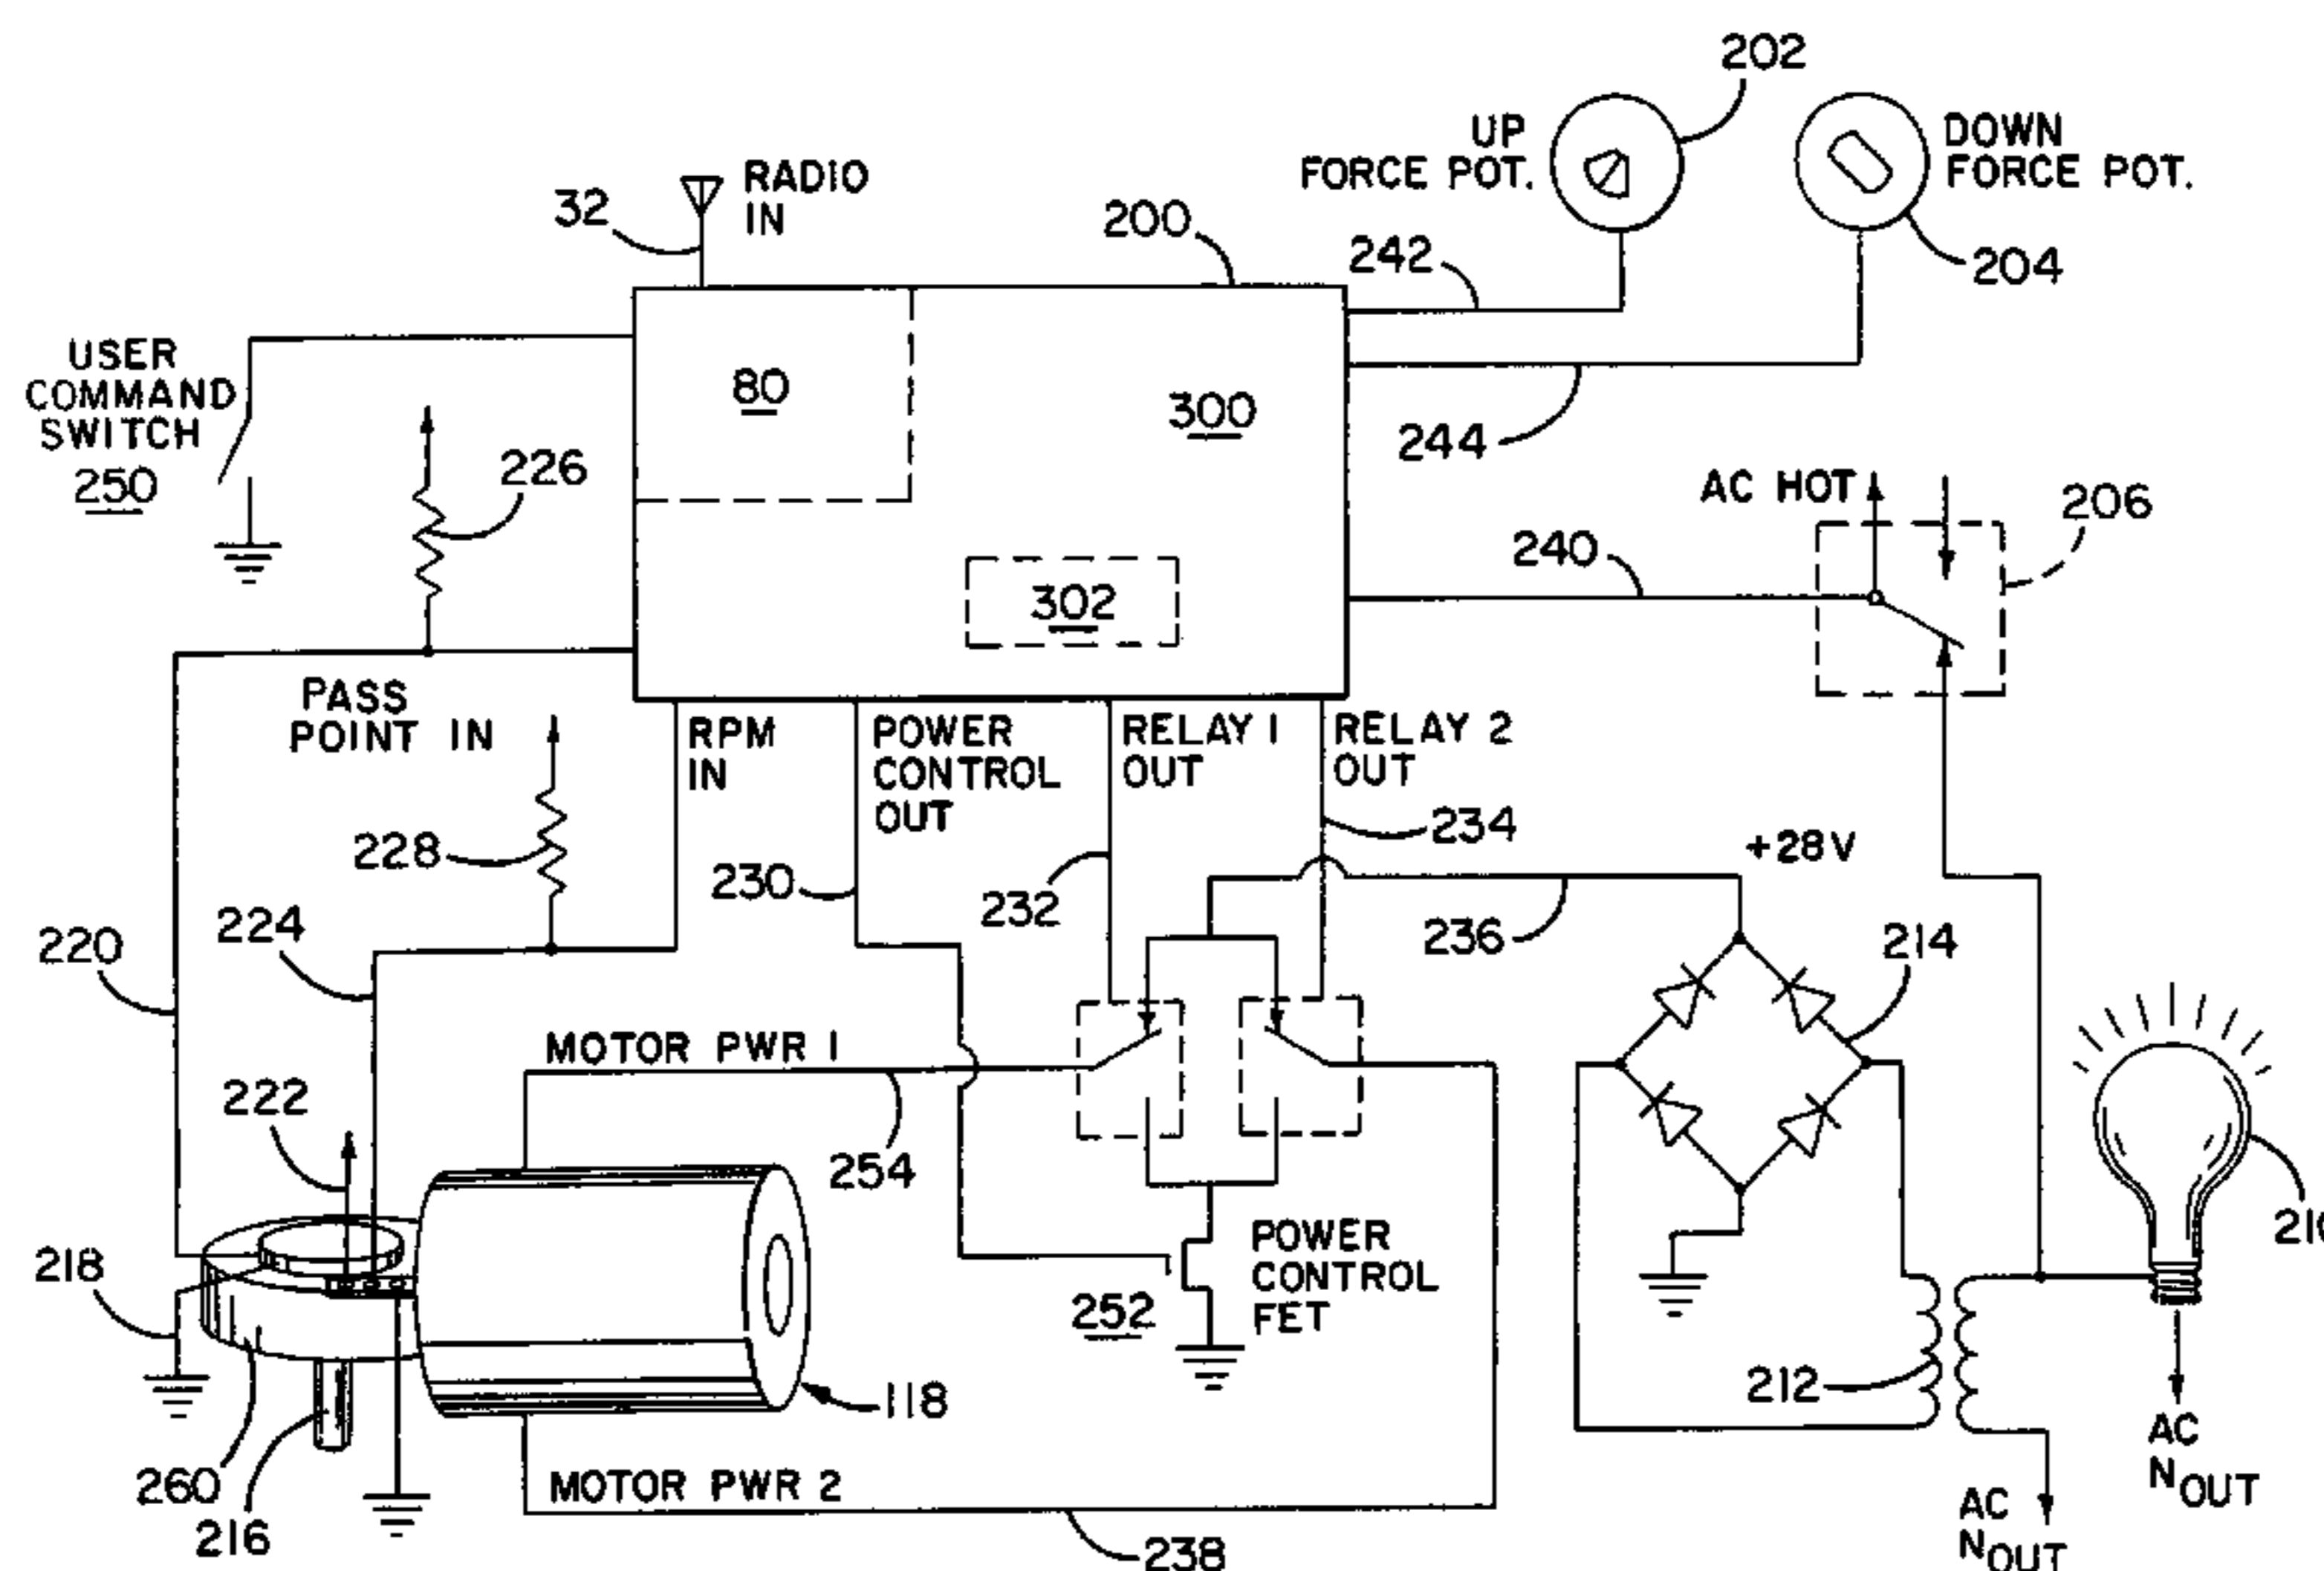 202
UP
FORCE POT.
DOWN
FORCE POT.
204
32
RADIO
IN
200
242
244
USER
COMMAND
SWITCH
250
226
80
300
302
AC HOT
206
240
PASS
POINT IN
RPM
IN
POWER
CONTROL
OUT
RELAY 1
OUT
RELAY 2
OUT
228
230
232
234
+28V
236
214
220
224
222
MOTOR PWR 1
254
218
POWER
CONTROL
FET
252
118
212
260
216
MOTOR PWR 2
238
AC
NOUT
AC
NOUT